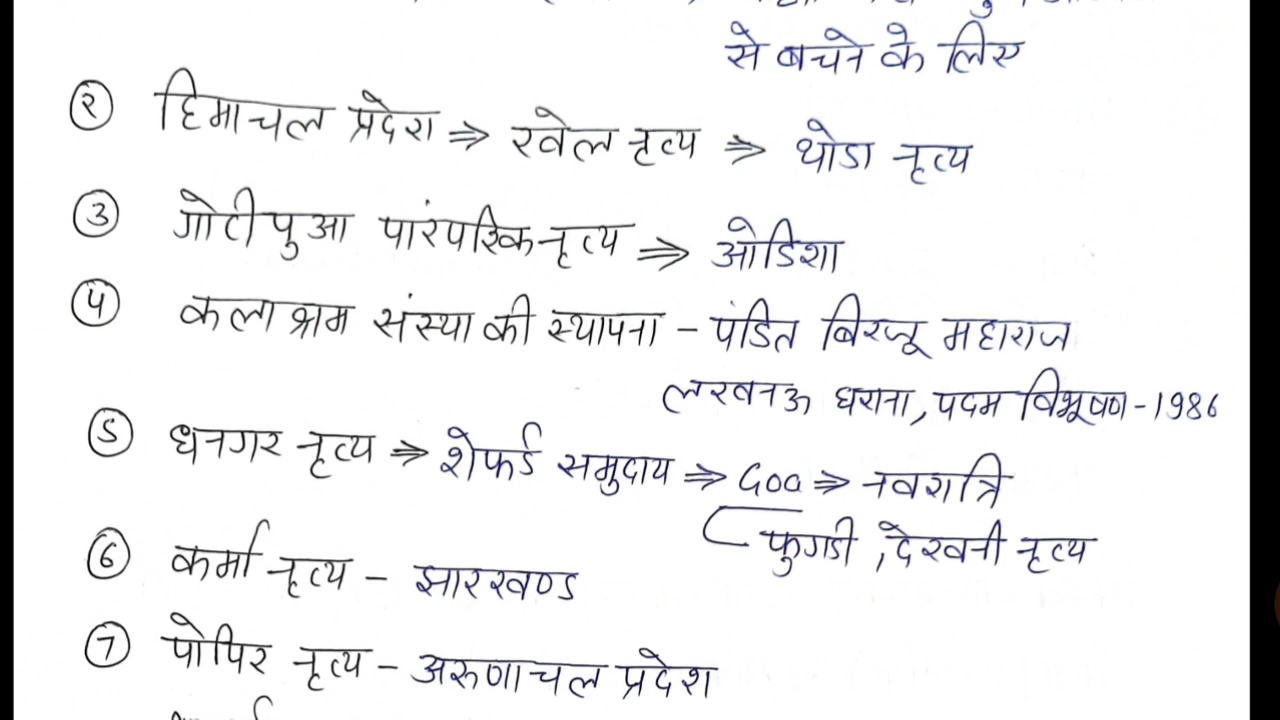 से बचने के लिए
② हिमाचल प्रदेश ⇒ खेल नृत्य ⇒ थोडा नृत्य
③ गोटीपुआ पारंपरिक नृत्य ⇒ ओडिशा
④ कलाश्रम संस्था की स्थापना - पंडित बिरजू महाराज
लखनऊ घराना, पदम विभूषण - 1986
⑤ धनगर नृत्य ⇒ शेफर्ड समुदाय ⇒ Goa ⇒ नवरात्रि
फुगडी, देखनी नृत्य
⑥ कर्मा नृत्य - झारखण्ड
⑦ पोपिर नृत्य - अरुणाचल प्रदेश